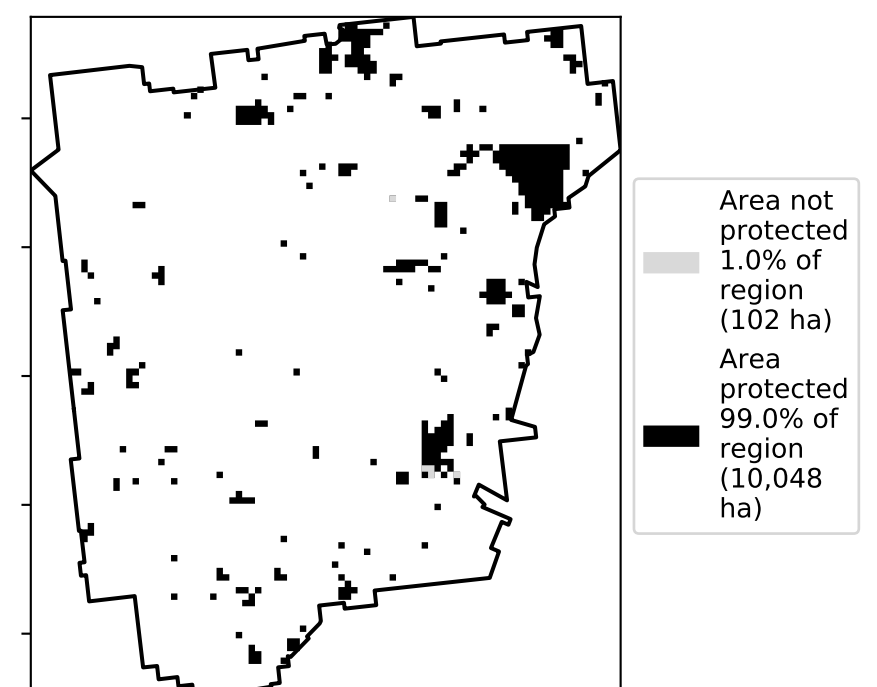 Area not
protected
1.0% of
region
(102 ha)
Area
protected
99.0% of
region
(10,048
ha)